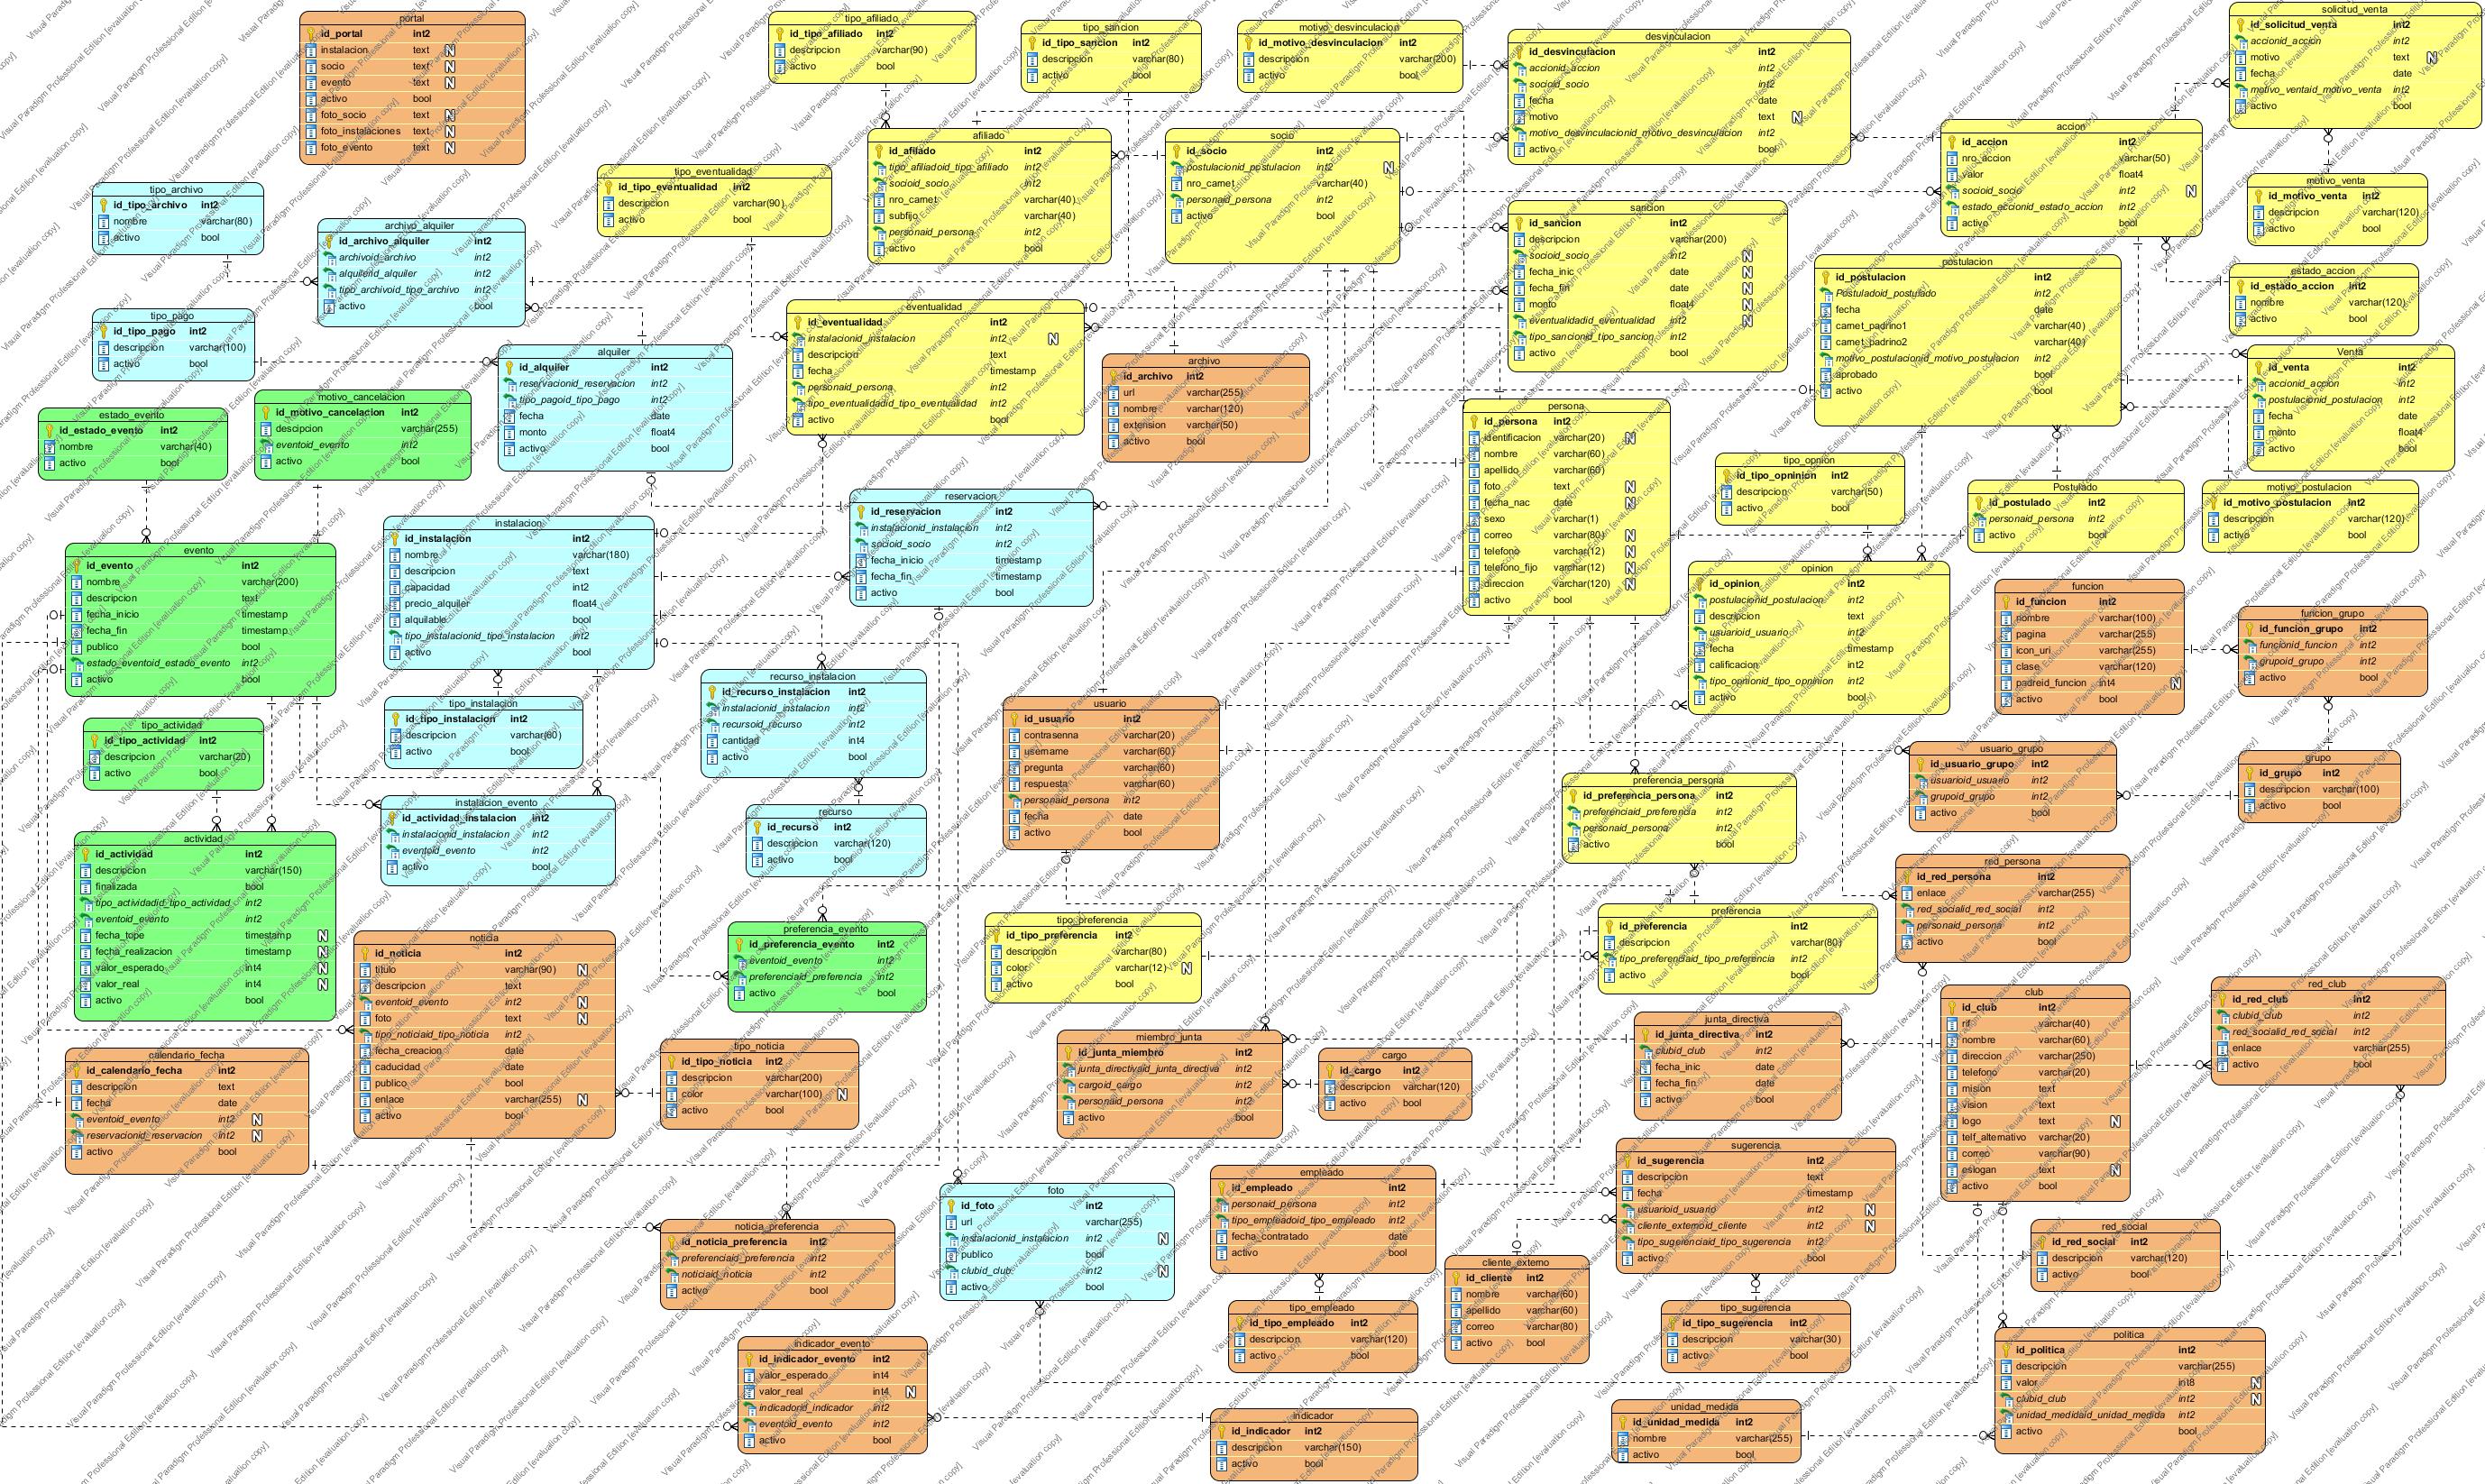 portal
id_portal int2
instalacion text N
socio text N
evento text N
activo bool
foto_socio text N
foto_instalaciones text N
foto_evento text N
tipo_afiliado
id_tipo_afiliado int2
descripcion varchar(90)
activo bool
tipo_sancion
id_tipo_sancion int2
descripcion varchar(80)
activo bool
motivo_desvinculacion
id_motivo_desvinculacion int2
descripcion varchar(200)
activo bool
desvinculacion
id_desvinculacion int2
accionid_accion int2
socioid_socio int2
fecha date
motivo text N
motivo_desvinculacionid_motivo_desvinculacion int2
activo bool
solicitud_venta
id_solicitud_venta int2
accionid_accion int2
motivo text N
fecha date
motivo_ventaid_motivo_venta int2
activo bool
afiliado
id_afilado int2
tipo_afiliadoid_tipo_afiliado int2
socioid_socio int2
nro_carnet varchar(40)
subfijo varchar(40)
personaid_persona int2
activo bool
socio
id_socio int2
postulacionid_postulacion int2 N
nro_carnet varchar(40)
personaid_persona int2
activo bool
accion
id_accion int2
nro_accion varchar(50)
valor float4
socioid_socio int2 N
estado_accionid_estado_accion int2
activo bool
tipo_eventualidad
id_tipo_eventualidad int2
descripcion varchar(90)
activo bool
motivo_venta
id_motivo_venta int2
descripcion varchar(120)
activo bool
tipo_archivo
id_tipo_archivo int2
nombre varchar(80)
activo bool
archivo_alquiler
id_archivo_alquiler int2
archivoid_archivo int2
alquilerid_alquiler int2
tipo_archivoid_tipo_archivo int2
activo bool
sancion
id_sancion int2
descripcion varchar(200)
socioid_socio int2 N
fecha_inic date N
fecha_fin date N
monto float4 N
eventualidadid_eventualidad int2 N
tipo_sancionid_tipo_sancion int2
activo bool
postulacion
id_postulacion int2
Postuladoid_postulado int2
fecha date
carnet_padrino1 varchar(40)
carnet_padrino2 varchar(40)
motivo_postulacionid_motivo_postulacion int2
aprobado bool
activo bool
estado_accion
id_estado_accion int2
nombre varchar(120)
activo bool
tipo_pago
id_tipo_pago int2
descripcion varchar(100)
activo bool
eventualidad
id_eventualidad int2
instalacionid_instalacion int2 N
descripcion text
fecha timestamp
personaid_persona int2
tipo_eventualidadid_tipo_eventualidad int2
activo bool
alquiler
id_alquiler int2
reservacionid_reservacion int2
tipo_pagoid_tipo_pago int2
fecha date
monto float4
activo bool
archivo
id_archivo int2
url varchar(255)
nombre varchar(120)
extension varchar(50)
activo bool
Venta
id_venta int2
accionid_accion int2
postulacionid_postulacion int2
fecha date
monto float4
activo bool
estado_evento
id_estado_evento int2
nombre varchar(40)
activo bool
motivo_cancelacion
id_motivo_cancelacion int2
descipcion varchar(255)
eventoid_evento int2
activo bool
persona
id_persona int2
identificacion varchar(20) N
nombre varchar(60)
apellido varchar(60)
foto text N
fecha_nac date N
sexo varchar(1)
correo varchar(80) N
telefono varchar(12) N
telefono_fijo varchar(12) N
direccion varchar(120) N
activo bool
tipo_opnion
id_tipo_opninion int2
descripcion varchar(50)
activo bool
Postulado
id_postulado int2
personaid_persona int2
activo bool
motivo_postulacion
id_motivo_postulacion int2
descripcion varchar(120)
activo bool
reservacion
id_reservacion int2
instalacionid_instalacion int2
socioid_socio int2
fecha_inicio timestamp
fecha_fin timestamp
activo bool
instalacion
id_instalacion int2
nombre varchar(180)
descripcion text
capacidad int2
precio_alquiler float4
alquilable bool
tipo_instalacionid_tipo_instalacion int2
activo bool
evento
id_evento int2
nombre varchar(200)
descripcion text
fecha_inicio timestamp
fecha_fin timestamp
publico bool
estado_eventoid_estado_evento int2
activo bool
opinion
id_opinion int2
postulacionid_postulacion int2
descripcion text
usuarioid_usuario int2
fecha timestamp
calificacion int2
tipo_opnionid_tipo_opninion int2
activo bool
funcion
id_funcion int2
nombre varchar(100)
pagina varchar(255)
icon_uri varchar(255)
clase varchar(120)
padreid_funcion int4 N
activo bool
funcion_grupo
id_funcion_grupo int2
funcionid_funcion int2
grupoid_grupo int2
activo bool
recurso_instalacion
id_recurso_instalacion int2
instalacionid_instalacion int2
recursoid_recurso int2
cantidad int4
activo bool
tipo_instalacion
id_tipo_instalacion int2
descripcion varchar(60)
activo bool
usuario
id_usuario int2
contrasenna varchar(20)
username varchar(60)
pregunta varchar(60)
respuesta varchar(60)
personaid_persona int2
fecha date
activo bool
tipo_actividad
id_tipo_actividad int2
descripcion varchar(20)
activo bool
usuario_grupo
id_usuario_grupo int2
usuarioid_usuario int2
grupoid_grupo int2
activo bool
grupo
id_grupo int2
descripcion varchar(100)
activo bool
preferencia_persona
id_preferencia_persona int2
preferenciaid_preferencia int2
personaid_persona int2
activo bool
instalacion_evento
id_actividad_instalacion int2
instalacionid_instalacion int2
eventoid_evento int2
activo bool
recurso
id_recurso int2
descripcion varchar(120)
activo bool
actividad
id_actividad int2
descripcion varchar(150)
finalizada bool
tipo_actividadid_tipo_actividad int2
eventoid_evento int2
fecha_tope timestamp N
fecha_realizacion timestamp N
valor_esperado int4 N
valor_real int4 N
activo bool
red_persona
id_red_persona int2
enlace varchar(255)
red_socialid_red_social int2
personaid_persona int2
activo bool
preferencia
id_preferencia int2
descripcion varchar(80)
tipo_preferenciaid_tipo_preferencia int2
activo bool
tipo_preferencia
id_tipo_preferencia int2
descripcion varchar(80)
color varchar(12) N
activo bool
preferencia_evento
id_preferencia_evento int2
eventoid_evento int2
preferenciaid_preferencia int2
activo bool
noticia
id_noticia int2
titulo varchar(90) N
descripcion text
eventoid_evento int2 N
foto text N
tipo_noticiaid_tipo_noticia int2
fecha_creacion date
caducidad date
publico bool
enlace varchar(255) N
activo bool
club
id_club int2
rif varchar(40)
nombre varchar(60)
direccion varchar(250)
telefono varchar(20)
mision text
vision text
logo text N
telf_alternativo varchar(20)
correo varchar(90)
eslogan text N
activo bool
red_club
id_red_club int2
clubid_club int2
red_socialid_red_social int2
enlace varchar(255)
activo bool
junta_directiva
id_junta_directiva int2
clubid_club int2
fecha_inic date
fecha_fin date
activo bool
miembro_junta
id_junta_miembro int2
junta_directivaid_junta_directiva int2
cargoid_cargo int2
personaid_persona int2
activo bool
cargo
id_cargo int2
descripcion varchar(120)
activo bool
tipo_noticia
id_tipo_noticia int2
descripcion varchar(200)
color varchar(100) N
activo bool
calendario_fecha
id_calendario_fecha int2
descripcion text
fecha date
eventoid_evento int2 N
reservacionid_reservacion int2 N
activo bool
sugerencia
id_sugerencia int2
descripcion text
fecha timestamp
usuarioid_usuario int2 N
cliente_externoid_cliente int2 N
tipo_sugerenciaid_tipo_sugerencia int2
activo bool
empleado
id_empleado int2
personaid_persona int2
tipo_empleadoid_tipo_empleado int2
fecha_contratado date
activo bool
foto
id_foto int2
url varchar(255)
instalacionid_instalacion int2 N
publico bool
clubid_club int2 N
activo bool
noticia_preferencia
id_noticia_preferencia int2
preferenciaid_preferencia int2
noticiaid_noticia int2
activo bool
red_social
id_red_social int2
descripcion varchar(120)
activo bool
cliente_externo
id_cliente int2
nombre varchar(60)
apellido varchar(60)
correo varchar(80)
activo bool
tipo_empleado
id_tipo_empleado int2
descripcion varchar(120)
activo bool
tipo_sugerencia
id_tipo_sugerencia int2
descripcion varchar(30)
activo bool
politica
id_politica int2
descripcion varchar(255)
valor int8 N
clubid_club int2 N
unidad_medidaid_unidad_medida int2
activo bool
indicador_evento
id_indicador_evento int2
valor_esperado int4
valor_real int4 N
indicadorid_indicador int2
eventoid_evento int2
activo bool
indicador
id_indicador int2
descripcion varchar(150)
activo bool
unidad_medida
id_unidad_medida int2
nombre varchar(255)
activo bool
Visual Paradigm Professional Edition [evaluation copy]